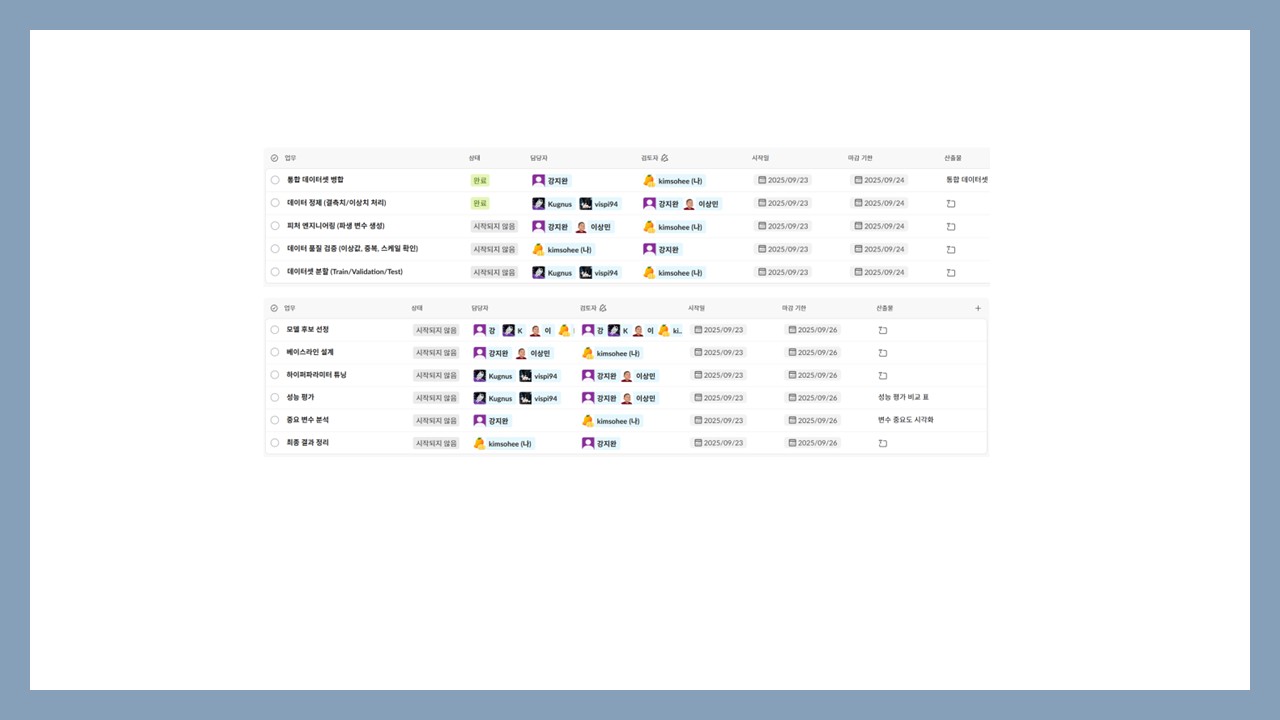 업무 상태 담당자 검토자 시작일 마감 기한 산출물
통합 데이터셋 병합 완료 강지완 kimsohee (나) 2025/09/23 2025/09/24 통합 데이터셋
데이터 정제 (결측치/이상치 처리) 완료 Kugnus vispi94 강지완 이상민 2025/09/23 2025/09/24
피처 엔지니어링 (파생 변수 생성) 시작되지 않음 강지완 이상민 kimsohee (나) 2025/09/23 2025/09/24
데이터 품질 검증 (이상값, 중복, 스케일 확인) 시작되지 않음 kimsohee (나) 강지완 2025/09/23 2025/09/24
데이터셋 분할 (Train/Validation/Test) 시작되지 않음 Kugnus vispi94 kimsohee (나) 2025/09/23 2025/09/24
업무 상태 담당자 검토자 시작일 마감 기한 산출물 +
모델 후보 선정 시작되지 않음 강 K 이 강 K 이 ki... 2025/09/23 2025/09/26
베이스라인 설계 시작되지 않음 강지완 이상민 kimsohee (나) 2025/09/23 2025/09/26
하이퍼파라미터 튜닝 시작되지 않음 Kugnus vispi94 강지완 이상민 2025/09/23 2025/09/26
성능 평가 시작되지 않음 Kugnus vispi94 강지완 이상민 2025/09/23 2025/09/26 성능 평가 비교 표
중요 변수 분석 시작되지 않음 강지완 kimsohee (나) 2025/09/23 2025/09/26 변수 중요도 시각화
최종 결과 정리 시작되지 않음 kimsohee (나) 강지완 2025/09/23 2025/09/26